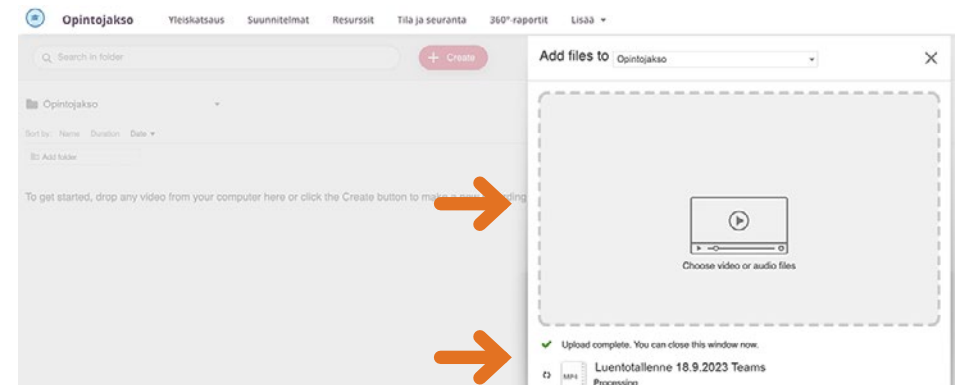 Opintojakso Yleiskatsaus Suunnitelmat Resurssit Tila ja seuranta 360°-raportit Lisää
Search in folder
+ Create
Add files to Opintojakso
Opintojakso
Sort by: Name Duration Date
Add folder
To get started, drop any video from your computer here or click the Create button to make a new recording
Choose video or audio files
Upload complete. You can close this window now.
MP4 Luentotallenne 18.9.2023 Teams
Processing